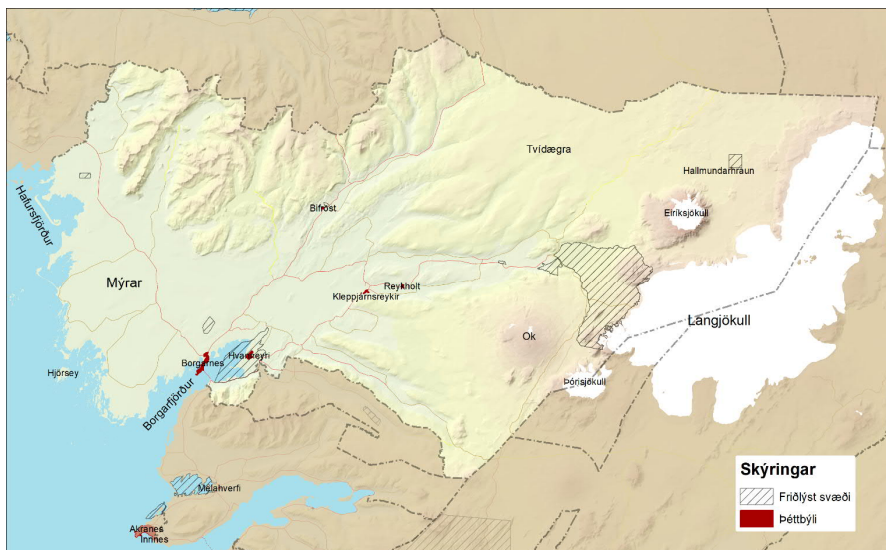 Tvídægra
Hallmundarhraun
Hafursfjörður
Bifröst
Eiríksjökull
Mýrar
Reykholt
Kleppjárnsreykir
Langjökull
Ok
Hvanneyri
Borgarnes
Hjörsey
Þórisjökull
Borgarfjörður
Skýringar
Friðlýst svæði
Þéttbýli
Melahverfi
Akranes
Innnes